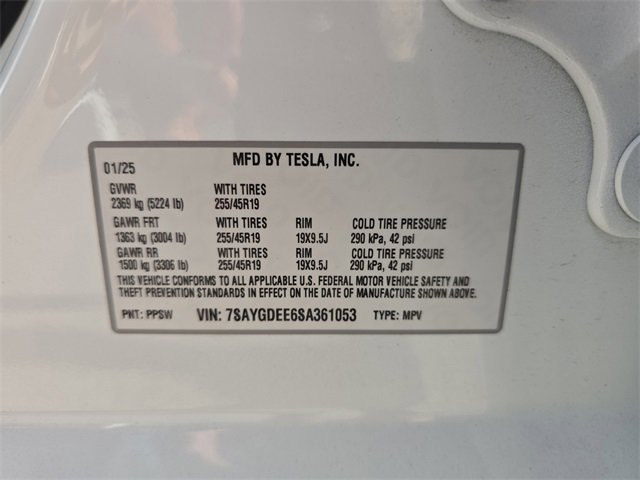 01/25 MFD BY TESLA, INC.
GVWR WITH TIRES
2369 kg (5224 lb) 255/45R19
GAWR FRT WITH TIRES RIM COLD TIRE PRESSURE
1363 kg (3004 lb) 255/45R19 19X9.5J 290 kPa, 42 psi
GAWR RR WITH TIRES RIM COLD TIRE PRESSURE
1500 kg (3306 lb) 255/45R19 19X9.5J 290 kPa, 42 psi
THIS VEHICLE CONFORMS TO ALL APPLICABLE U.S. FEDERAL MOTOR VEHICLE SAFETY AND
THEFT PREVENTION STANDARDS IN EFFECT ON THE DATE OF MANUFACTURE SHOWN ABOVE.
PNT: PPSW VIN: 7SAYGDEE6SA361053 TYPE: MPV